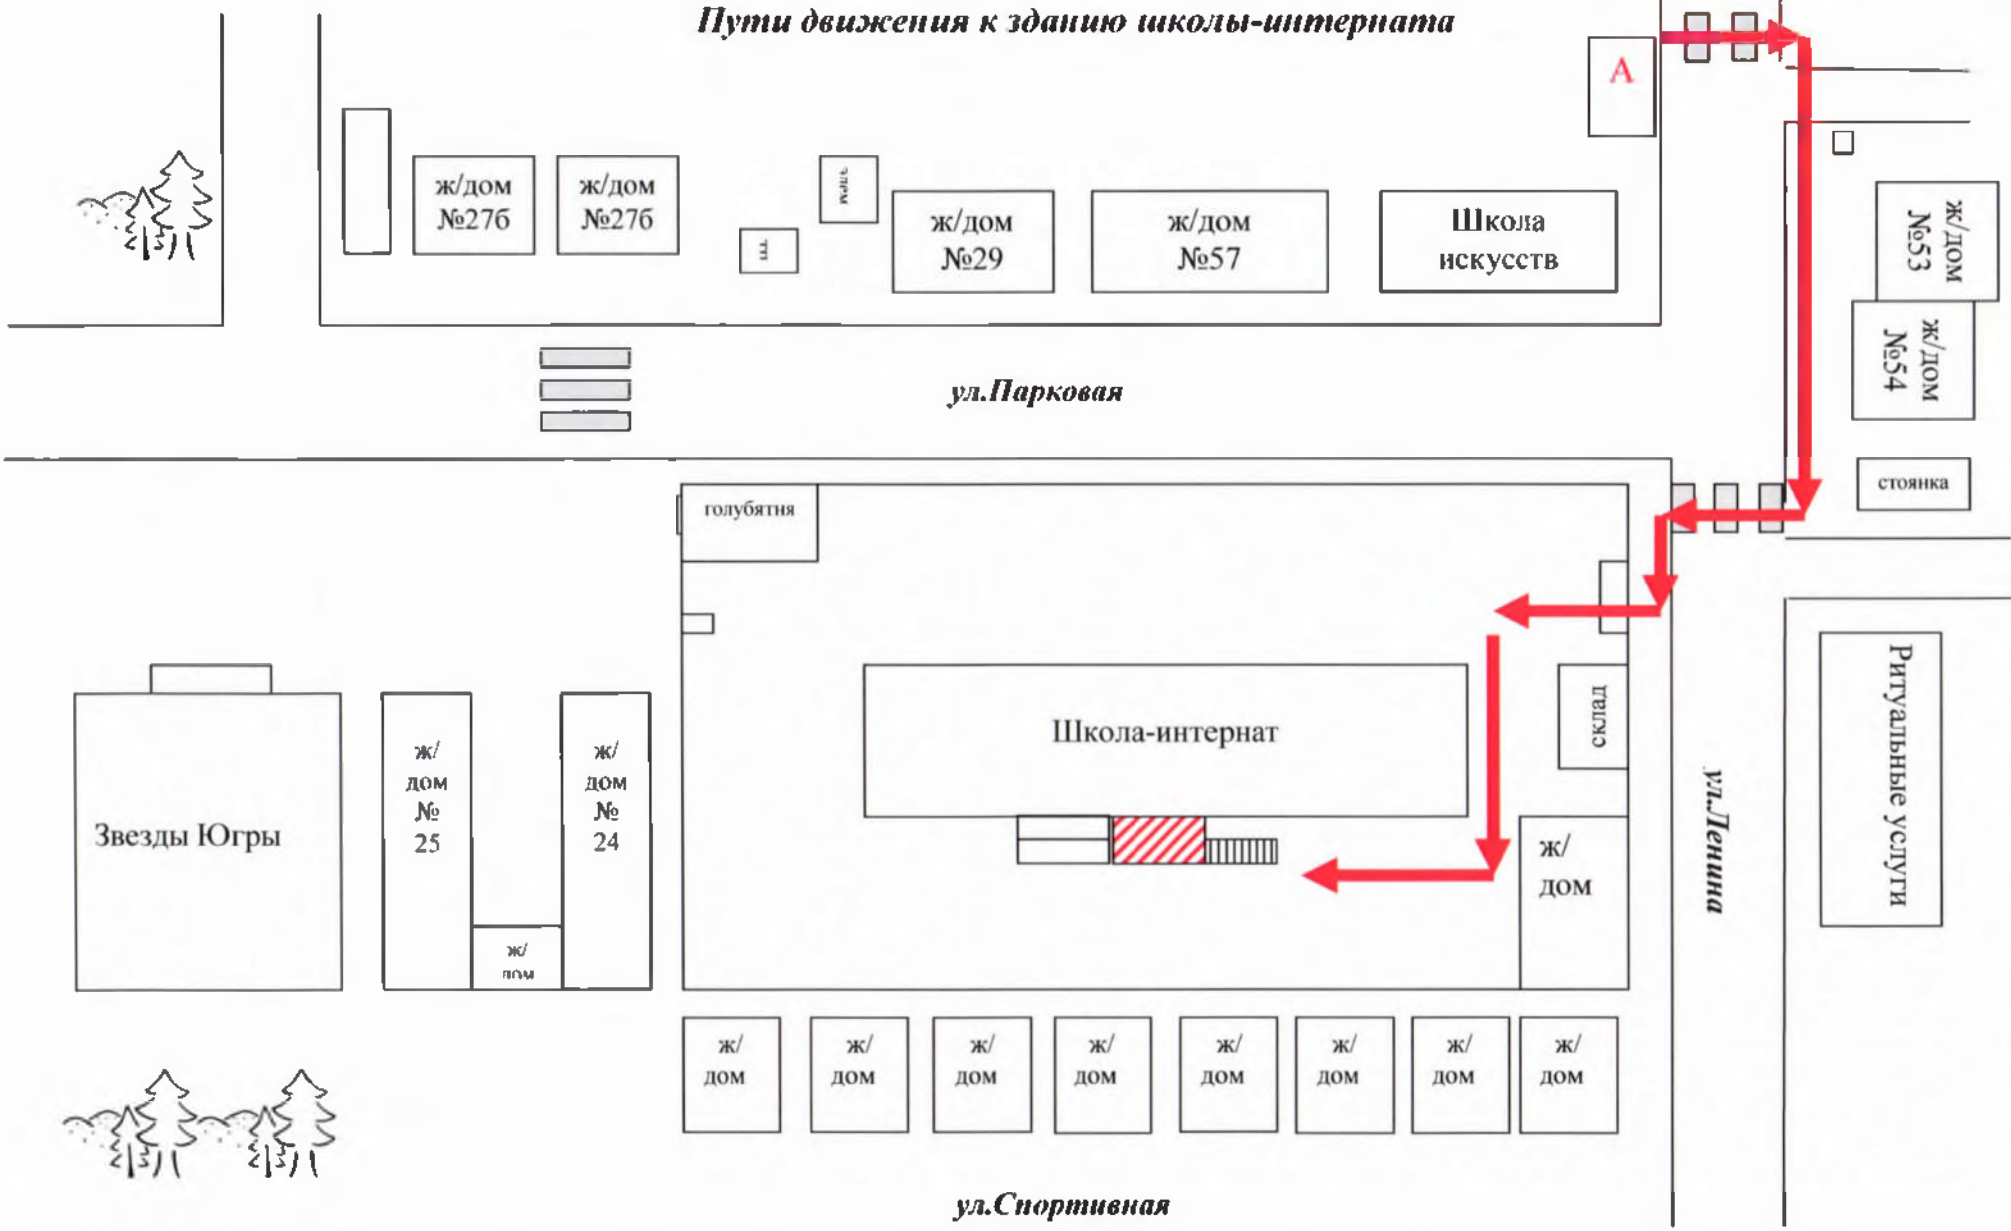 Пути движения к зданию школы-интерната
А
ж/дом
№27б
ж/дом
№27б
ж/дом
№29
ж/дом
№57
Школа
искусств
ж/дом
№53
ж/дом
№54
ул.Парковая
стоянка
голубятня
Школа-интернат
склад
ж/
дом
ул.Ленина
Ритуальные услуги
Звезды Югры
ж/
дом
№
25
ж/
дом
№
24
ж/
дом
ж/
дом
ж/
дом
ж/
дом
ж/
дом
ж/
дом
ж/
дом
ж/
дом
ж/
дом
ул.Спортивная